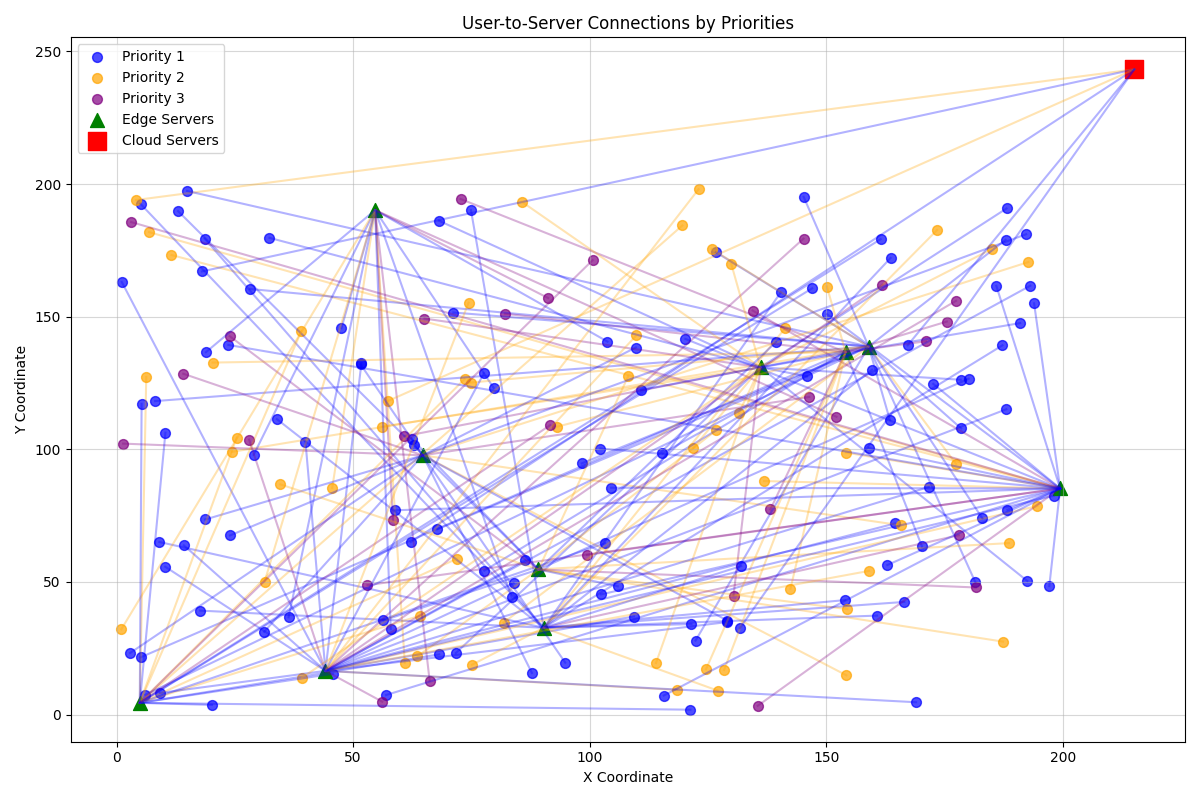 User-to-Server Connections by Priorities
Priority 1
Priority 2
Priority 3
Edge Servers
Cloud Servers
Y Coordinate
250
200
150
100
50
0
0
50
100
150
200
X Coordinate